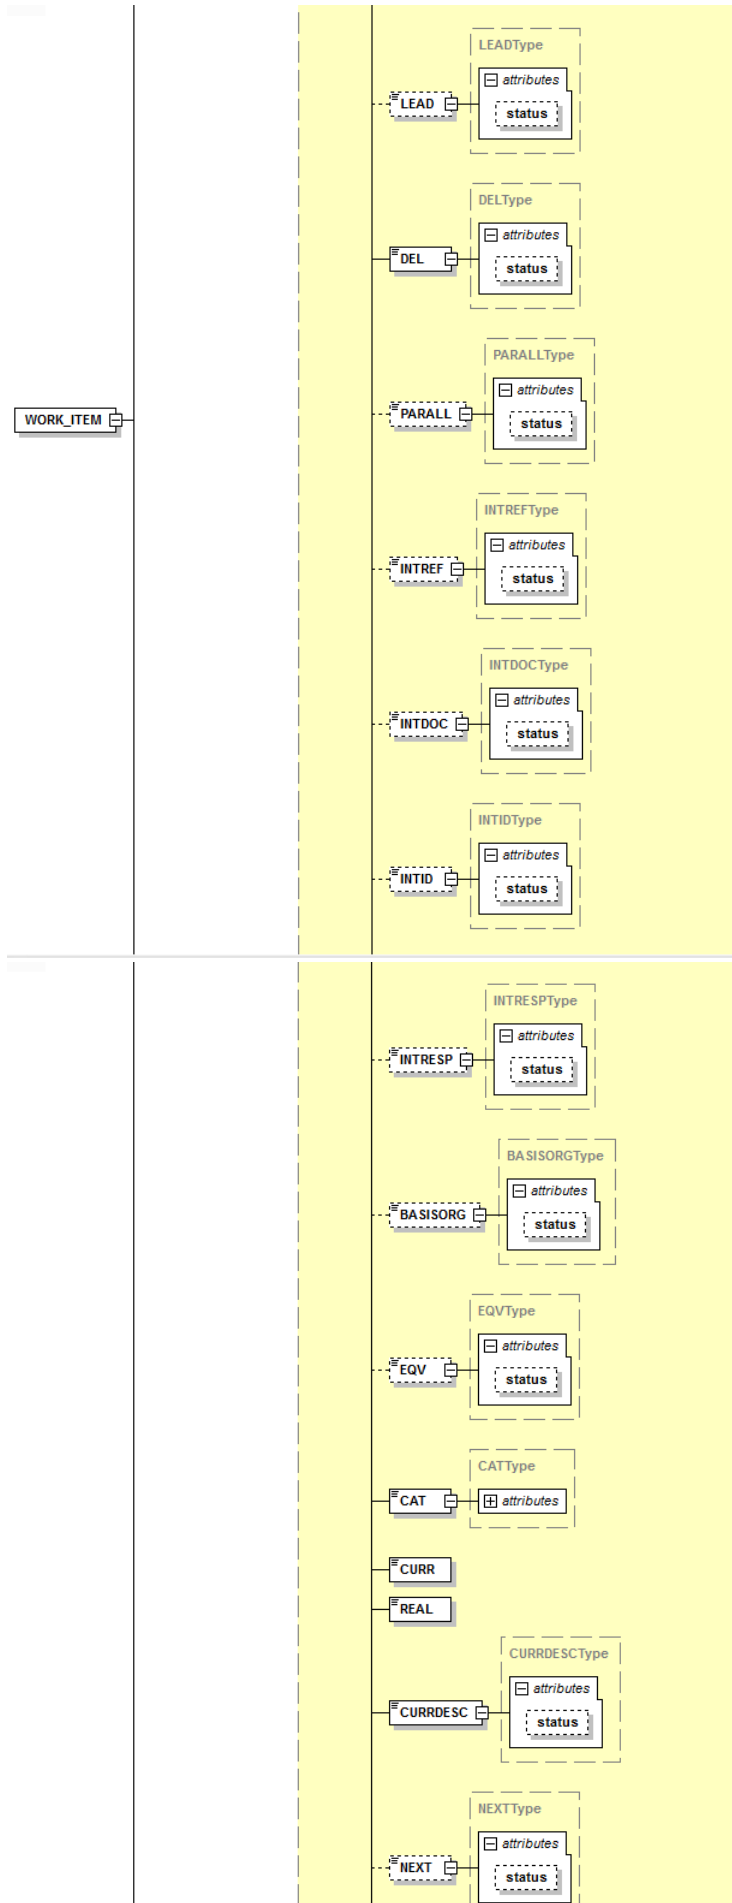 LEADType
attributes
LEAD
status
DELType
attributes
DEL
status
PARALLType
attributes
PARALL
status
WORK_ITEM
INTREFType
attributes
INTREF
status
INTDOCType
attributes
INTDOC
status
INTIDType
attributes
INTID
status
INTRESPType
attributes
INTRESP
status
BASISORGType
attributes
BASISORG
status
EQVType
attributes
EQV
status
CATType
CAT
attributes
CURR
REAL
CURRDESCType
attributes
CURRDESC
status
NEXTType
attributes
NEXT
status